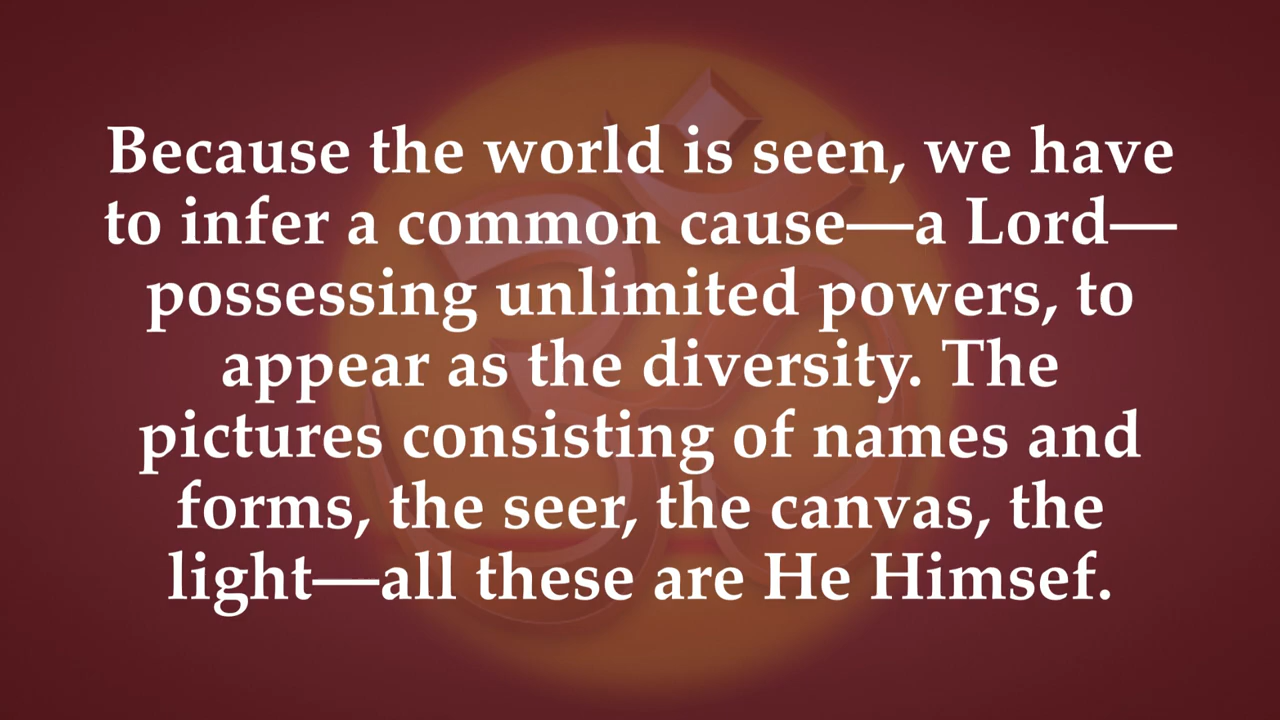 Because the world is seen, we have
to infer a common cause—a Lord—
possessing unlimited powers, to
appear as the diversity. The
pictures consisting of names and
forms, the seer, the canvas, the
light—all these are He Himsef.